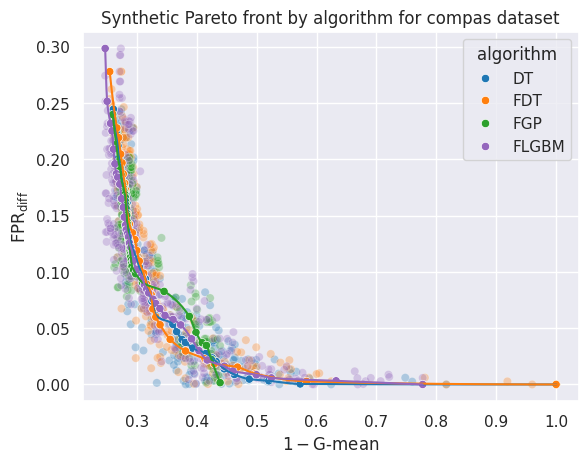 Synthetic Pareto front by algorithm for compas dataset
algorithm
DT
FDT
FGP
FLGBM
FPR_diff
0.30
0.25
0.20
0.15
0.10
0.05
0.00
0.3 0.4 0.5 0.6 0.7 0.8 0.9 1.0
1 − G-mean